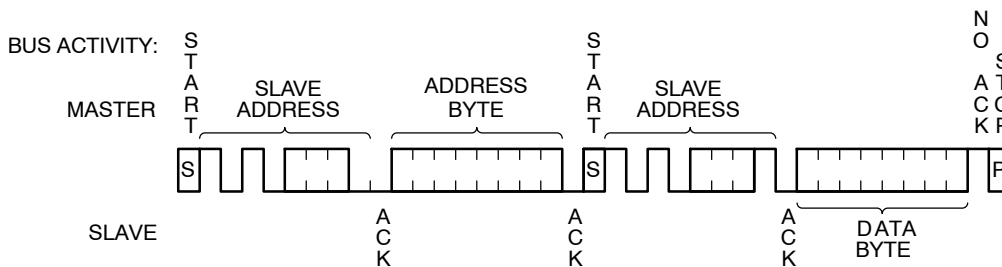 BUS ACTIVITY:
MASTER
START
SLAVE
ADDRESS
ADDRESS
BYTE
START
SLAVE
ADDRESS
NO ACK
STOP
S
S
P
SLAVE
ACK
ACK
ACK
DATA
BYTE